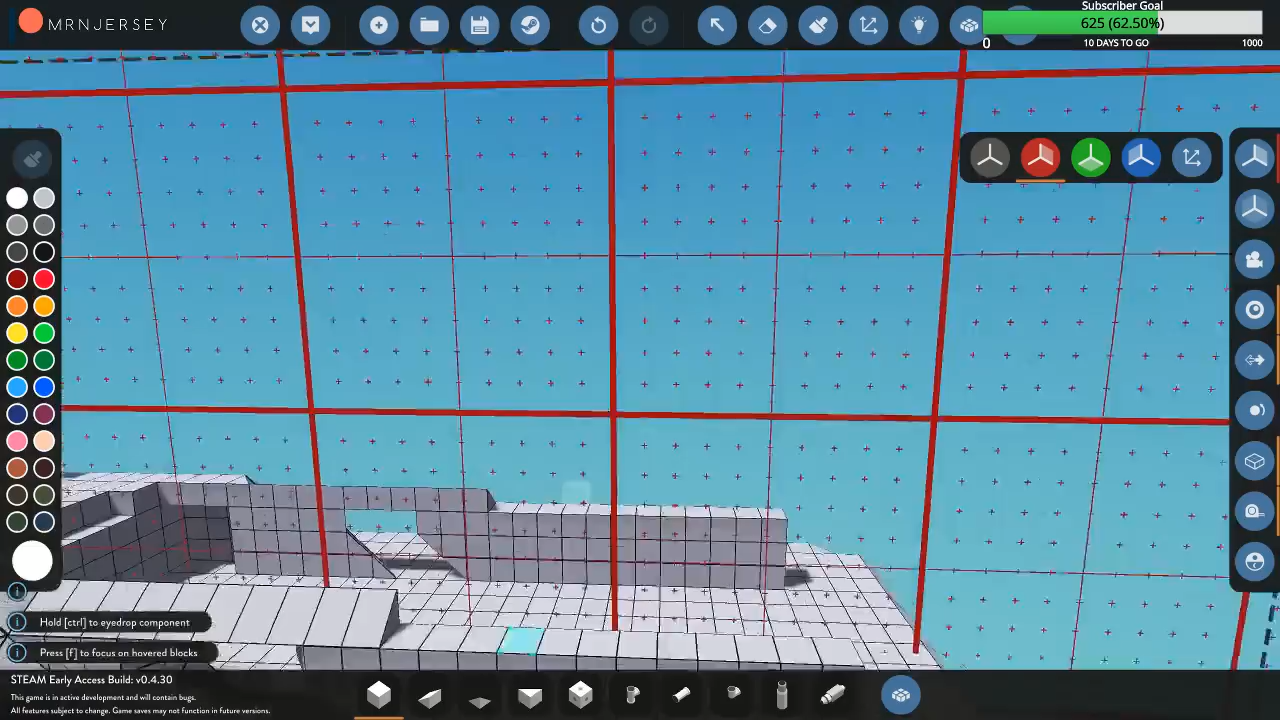 MRNJERSEY
Subscriber Goal
625 (62.50%)
0
10 DAYS TO GO
1000
Hold [ctrl] to eyedrop component
Press [f] to focus on hovered blocks
STEAM Early Access Build: v0.4.30
This game is in active development and will contain bugs.
All features subject to change. Game saves may not function in future versions.